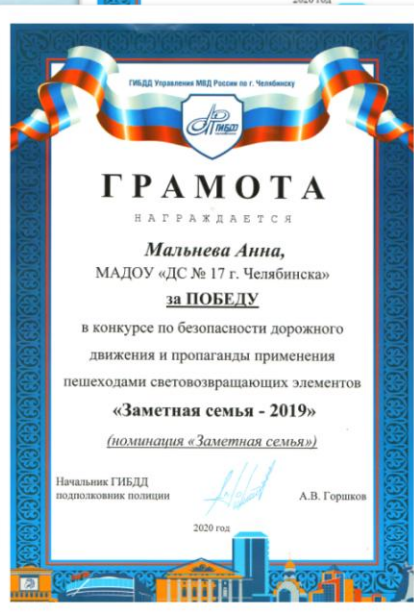 ГИБДД Управления МВД России по г. Челябинску
ГИБДД
ГРАМОТА
НАГРАЖДАЕТСЯ
Мальнева Анна,
МАДОУ «ДС № 17 г. Челябинска»
за ПОБЕДУ
в конкурсе по безопасности дорожного
движения и пропаганды применения
пешеходами световозвращающих элементов
«Заметная семья - 2019»
(номинация «Заметная семья»)
Начальник ГИБДД
подполковник полиции
А.В. Горшков
2020 год